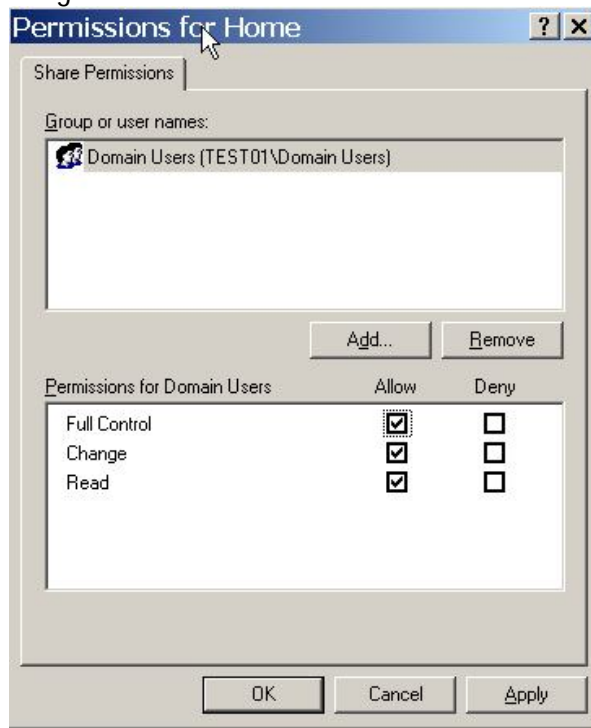 Permissions for Home
Share Permissions
Group or user names:
Domain Users (TEST01\Domain Users)
Add... Remove
Permissions for Domain Users Allow Deny
Full Control
Change
Read
OK Cancel Apply